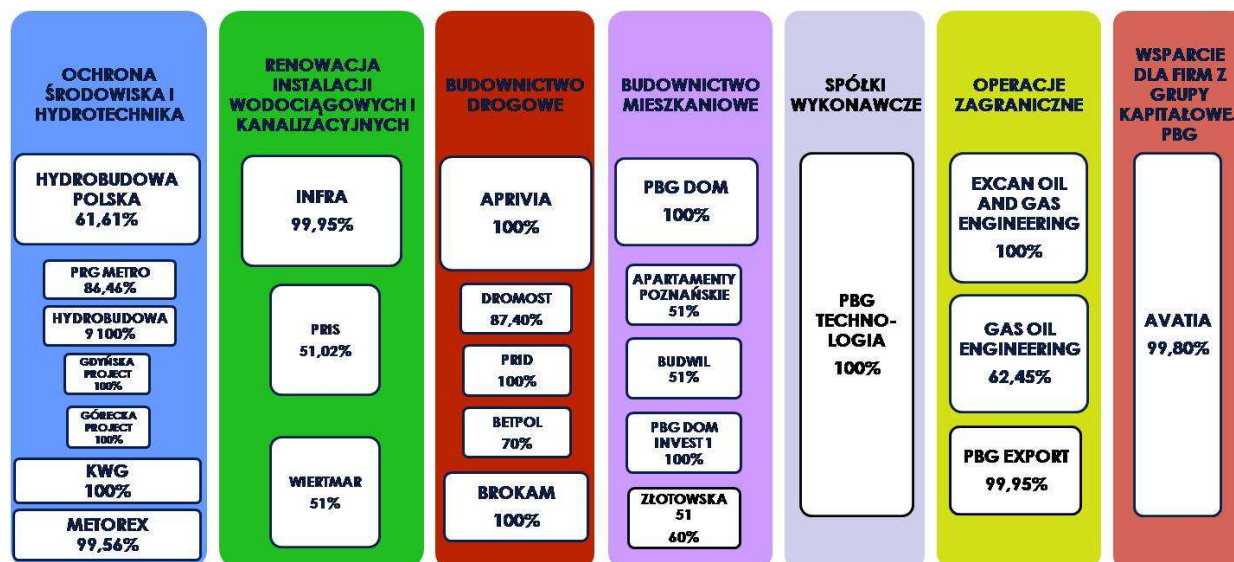 OCHRONA
ŚRODOWISKA I
HYDROTECHNIKA
HYDROBUDOWA
POLSKA
61,61%
PRG METRO
86,46%
HYDROBUDOWA
9 100%
GDYŃSKA
PROJECT
100%
GÓRECKA
PROJECT
100%
KWG
100%
METOREX
99,56%
RENOWACJA
INSTALACJI
WODOCIĄGOWYCH I
KANALIZACYJNYCH
INFRA
99,95%
PRIS
51,02%
WIERTMAR
51%
BUDOWNICTWO
DROGOWE
APRIVIA
100%
DROMOST
87,40%
PRID
100%
BETPOL
70%
BROKAM
100%
BUDOWNICTWO
MIESZKANIOWE
PBG DOM
100%
APARTAMENTY
POZNAŃSKIE
51%
BUDWIL
51%
PBG DOM
INVEST 1
100%
ZŁOTOWSKA
51
60%
SPÓŁKI
WYKONAWCZE
PBG
TECHNO-
LOGIA
100%
OPERACJE
ZAGRANICZNE
EXCAN OIL
AND GAS
ENGINEERING
100%
GAS OIL
ENGINEERING
62,45%
PBG EXPORT
99,95%
WSPARCIE
DLA FIRM Z
GRUPY
KAPITAŁOWEJ
PBG
AVATIA
99,80%